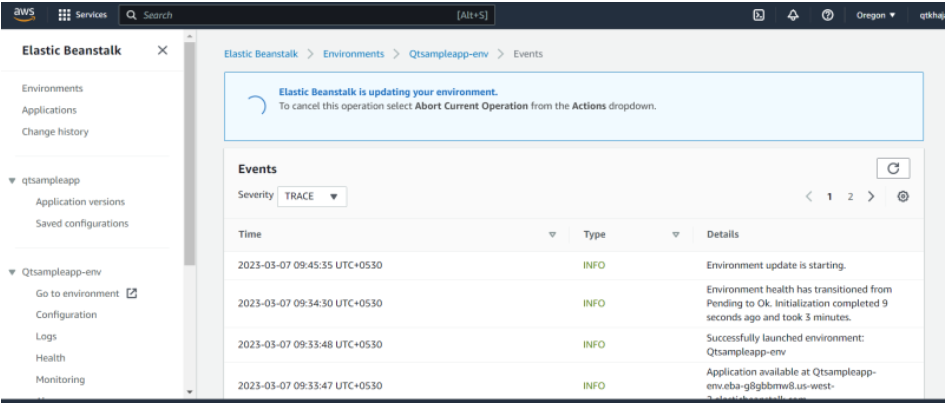 aws Services Search [Alt+S] Oregon ▼ qtkhaj
Elastic Beanstalk
Environments
Applications
Change history
qtsampleapp
Application versions
Saved configurations
Qtsampleapp-env
Go to environment
Configuration
Logs
Health
Monitoring
Elastic Beanstalk > Environments > Qtsampleapp-env > Events
Elastic Beanstalk is updating your environment.
To cancel this operation select Abort Current Operation from the Actions dropdown.
Events
Severity TRACE
1 2
Time Type Details
2023-03-07 09:45:35 UTC+0530 INFO Environment update is starting.
Environment health has transitioned from
2023-03-07 09:34:30 UTC+0530 INFO Pending to Ok. Initialization completed 9
seconds ago and took 3 minutes.
2023-03-07 09:33:48 UTC+0530 INFO Successfully launched environment:
Qtsampleapp-env
Application available at Qtsampleapp-
2023-03-07 09:33:47 UTC+0530 INFO env.eba-g8gbbmw8.us-west-